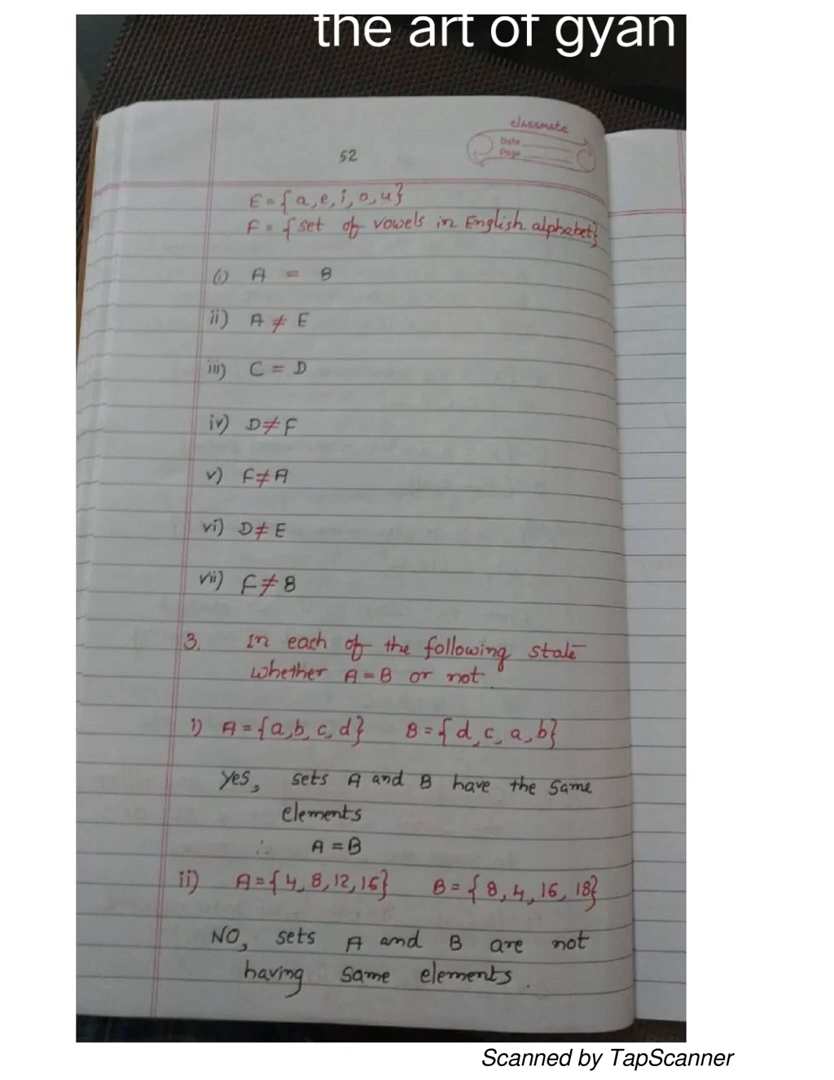 the art of gyan
classmate
Date
Page
52
E = {a, e, i, o, u}
F = {set of vowels in English alphabet}
(i) A = B
ii) A ≠ E
iii) C = D
iv) D ≠ F
v) F ≠ A
vi) D ≠ E
vii) F ≠ B
3. In each of the following state
whether A = B or not.
i) A = {a, b, c, d} B = {d, c, a, b}
Yes, sets A and B have the same
elements
∴ A = B
ii) A = {4, 8, 12, 16} B = {8, 4, 16, 18}
NO, sets A and B are not
having same elements.
Scanned by TapScanner